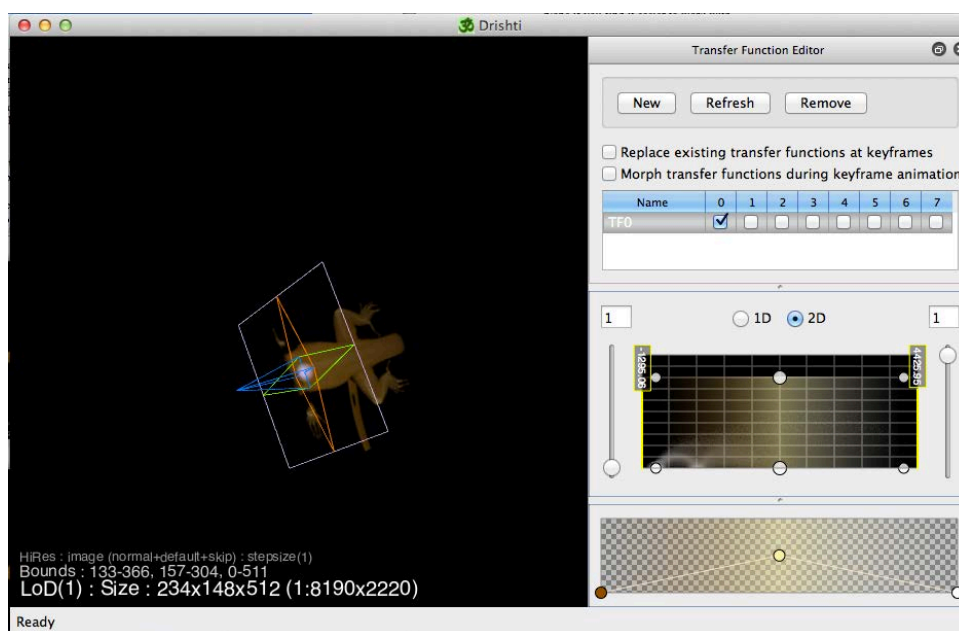 Drishti
Transfer Function Editor
New Refresh Remove
Replace existing transfer functions at keyframes
Morph transfer functions during keyframe animation
Name 0 1 2 3 4 5 6 7
TF0
1 1D 2D 1
4425.95
HiRes : image (normal+default+skip) : stepsize(1)
Bounds : 133-366, 157-304, 0-511
LoD(1) : Size : 234x148x512 (1:8190x2220)
Ready